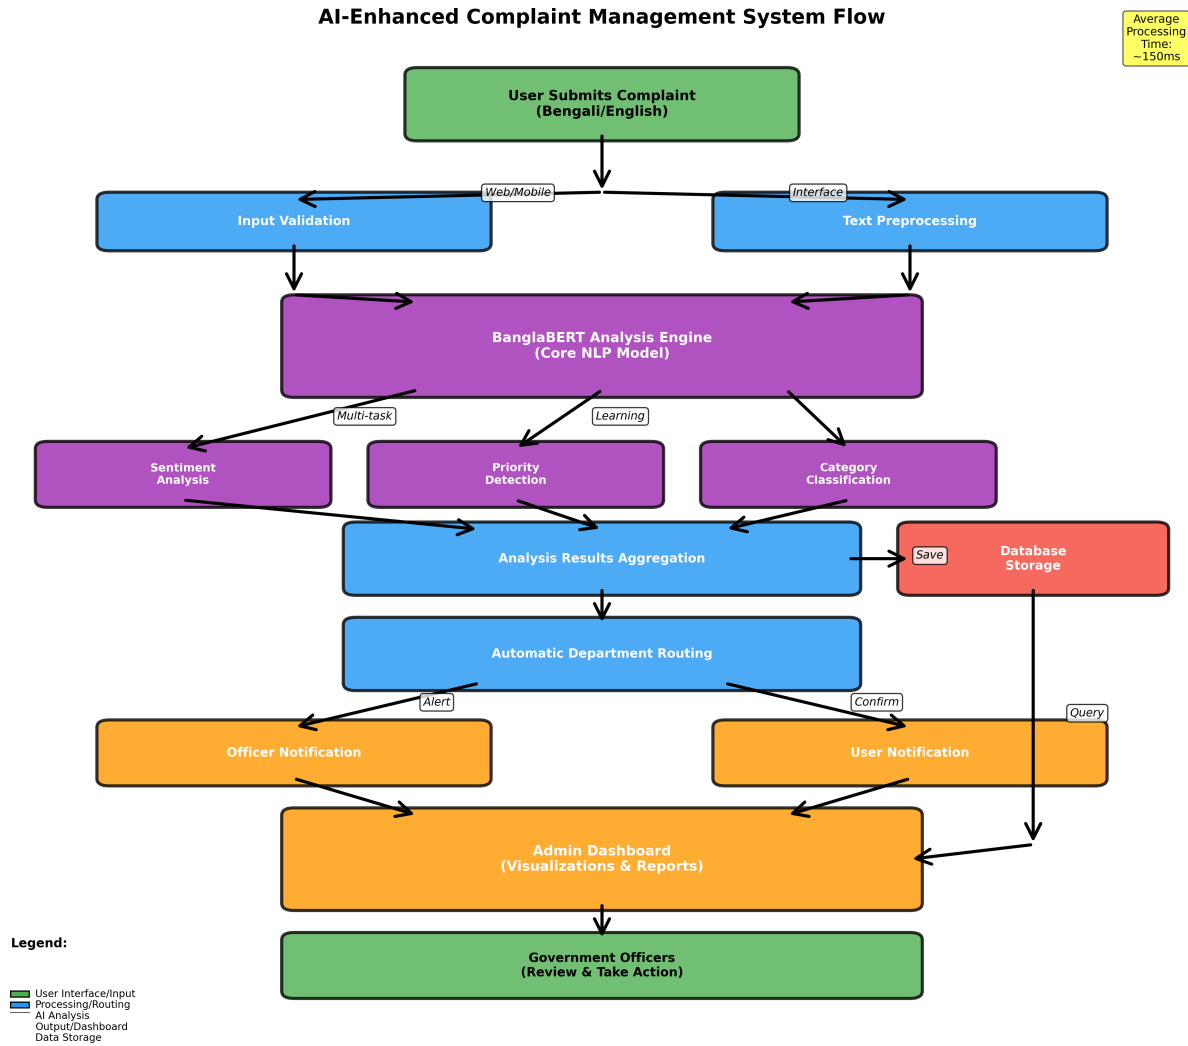 AI-Enhanced Complaint Management System Flow
Average
Processing
Time:
~150ms
User Submits Complaint
(Bengali/English)
Web/Mobile
Interface
Input Validation
Text Preprocessing
BanglaBERT Analysis Engine
(Core NLP Model)
Multi-task
Learning
Sentiment
Analysis
Priority
Detection
Category
Classification
Analysis Results Aggregation
Save
Database
Storage
Automatic Department Routing
Alert
Confirm
Query
Officer Notification
User Notification
Admin Dashboard
(Visualizations & Reports)
Government Officers
(Review & Take Action)
Legend:
User Interface/Input
Processing/Routing
AI Analysis
Output/Dashboard
Data Storage